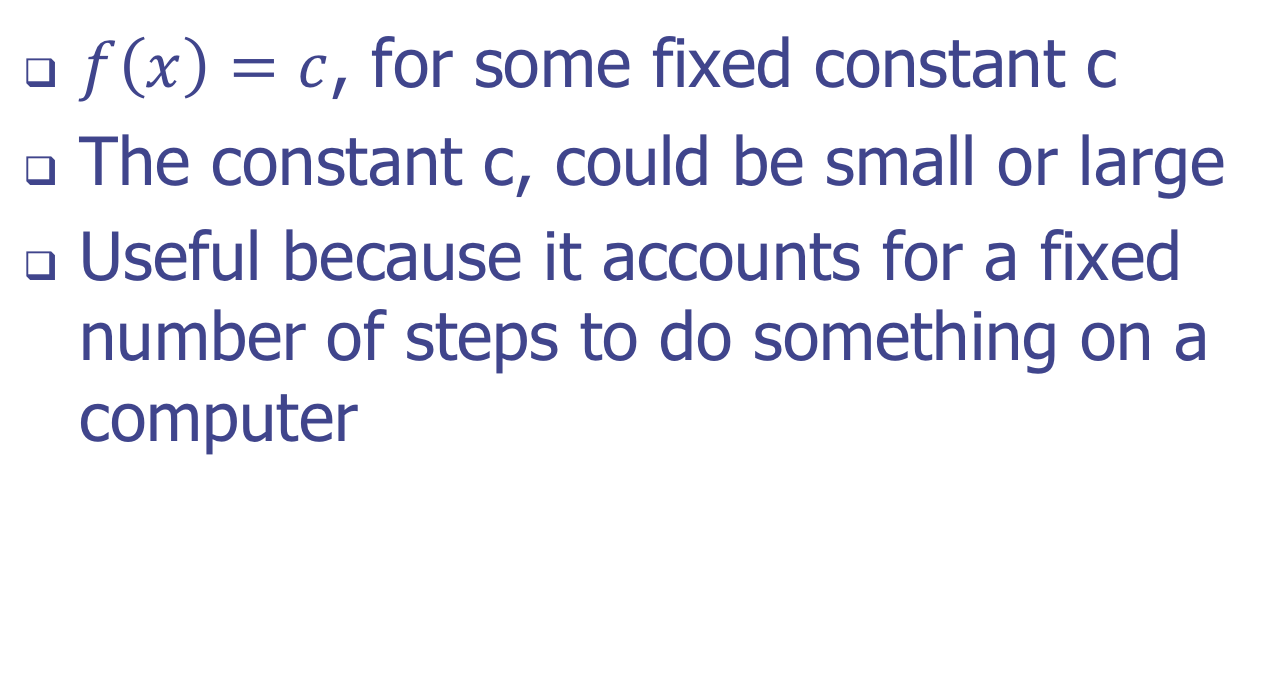 ❑ 𝑓(𝑥) = 𝑐, for some fixed constant c
❑ The constant c, could be small or large
❑ Useful because it accounts for a fixed
number of steps to do something on a
computer